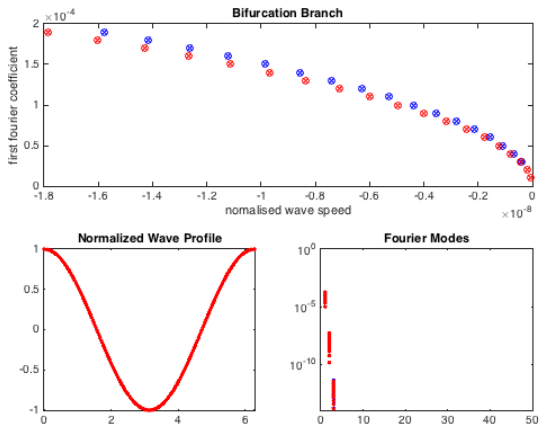 Bifurcation Branch
×10⁻⁴
first fourier coefficient
2
1.5
1
0.5
0
-1.8 -1.6 -1.4 -1.2 -1 -0.8 -0.6 -0.4 -0.2 0
nomalised wave speed
×10⁻⁸
Normalized Wave Profile
1
0.5
0
-0.5
-1
0 2 4 6
Fourier Modes
10⁰
10⁻⁵
10⁻¹⁰
0 10 20 30 40 50